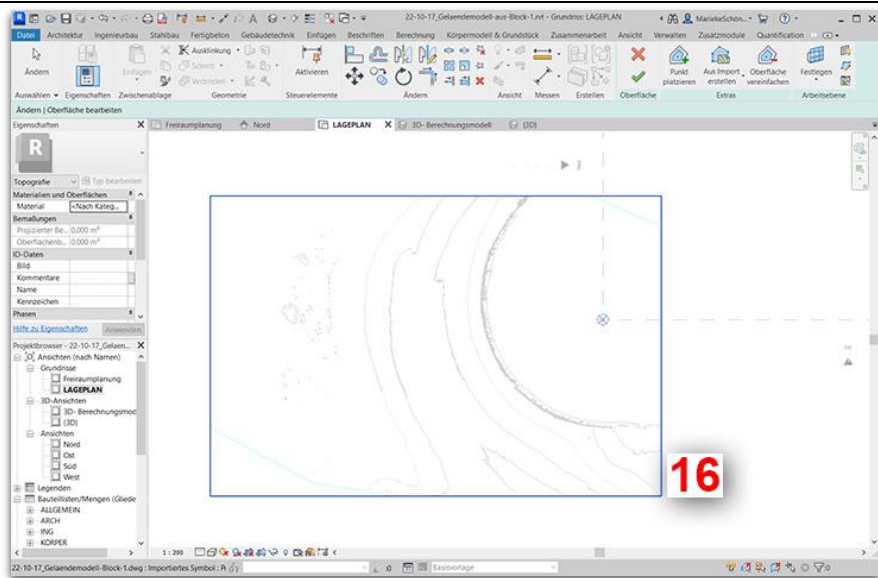 22-10-17_Gelaendemodell-aus-Block-1.rvt - Grundriss: LAGEPLAN
MariekeSchön...
Datei Architektur Ingenieurbau Stahlbau Fertigbeton Gebäudetechnik Einfügen Beschriften Berechnung Körpermodell & Grundstück Zusammenarbeit Ansicht Verwalten Zusatzmodule Quantification
Ändern
Einfügen
Ausklinkung
Schnitt
Verbinden
Aktivieren
Punkt platzieren
Aus Import erstellen
Oberfläche vereinfachen
Festlegen
Auswählen Eigenschaften Zwischenablage Geometrie Steuerelemente Ändern Ansicht Messen Erstellen Oberfläche Extras Arbeitsebene
Ändern | Oberfläche bearbeiten
Eigenschaften
Freiraumplanung Nord LAGEPLAN 3D- Berechnungsmodell {3D}
R
Topografie Typ bearbeiten
Materialien und Oberflächen
Material <Nach Kateg...
Bemaßungen
Projizierter Be... 0,000 m²
Oberflächenb... 0,000 m²
ID-Daten
Bild
Kommentare
Name
Kennzeichen
Phasen
Hilfe zu Eigenschaften Anwenden
Projektbrowser - 22-10-17_Gelaen...
Ansichten (nach Namen)
Grundrisse
Freiraumplanung
LAGEPLAN
3D-Ansichten
3D- Berechnungsmod
{3D}
Ansichten
Nord
Ost
Süd
West
Legenden
Bauteillisten/Mengen (Gliede
ALLGEMEIN
ARCH
ING
KÖRPER
16
1 : 200
22-10-17_Gelaendemodell-Block-1.dwg : Importiertes Symbol : Pi
:0
Basisvorlage
:0